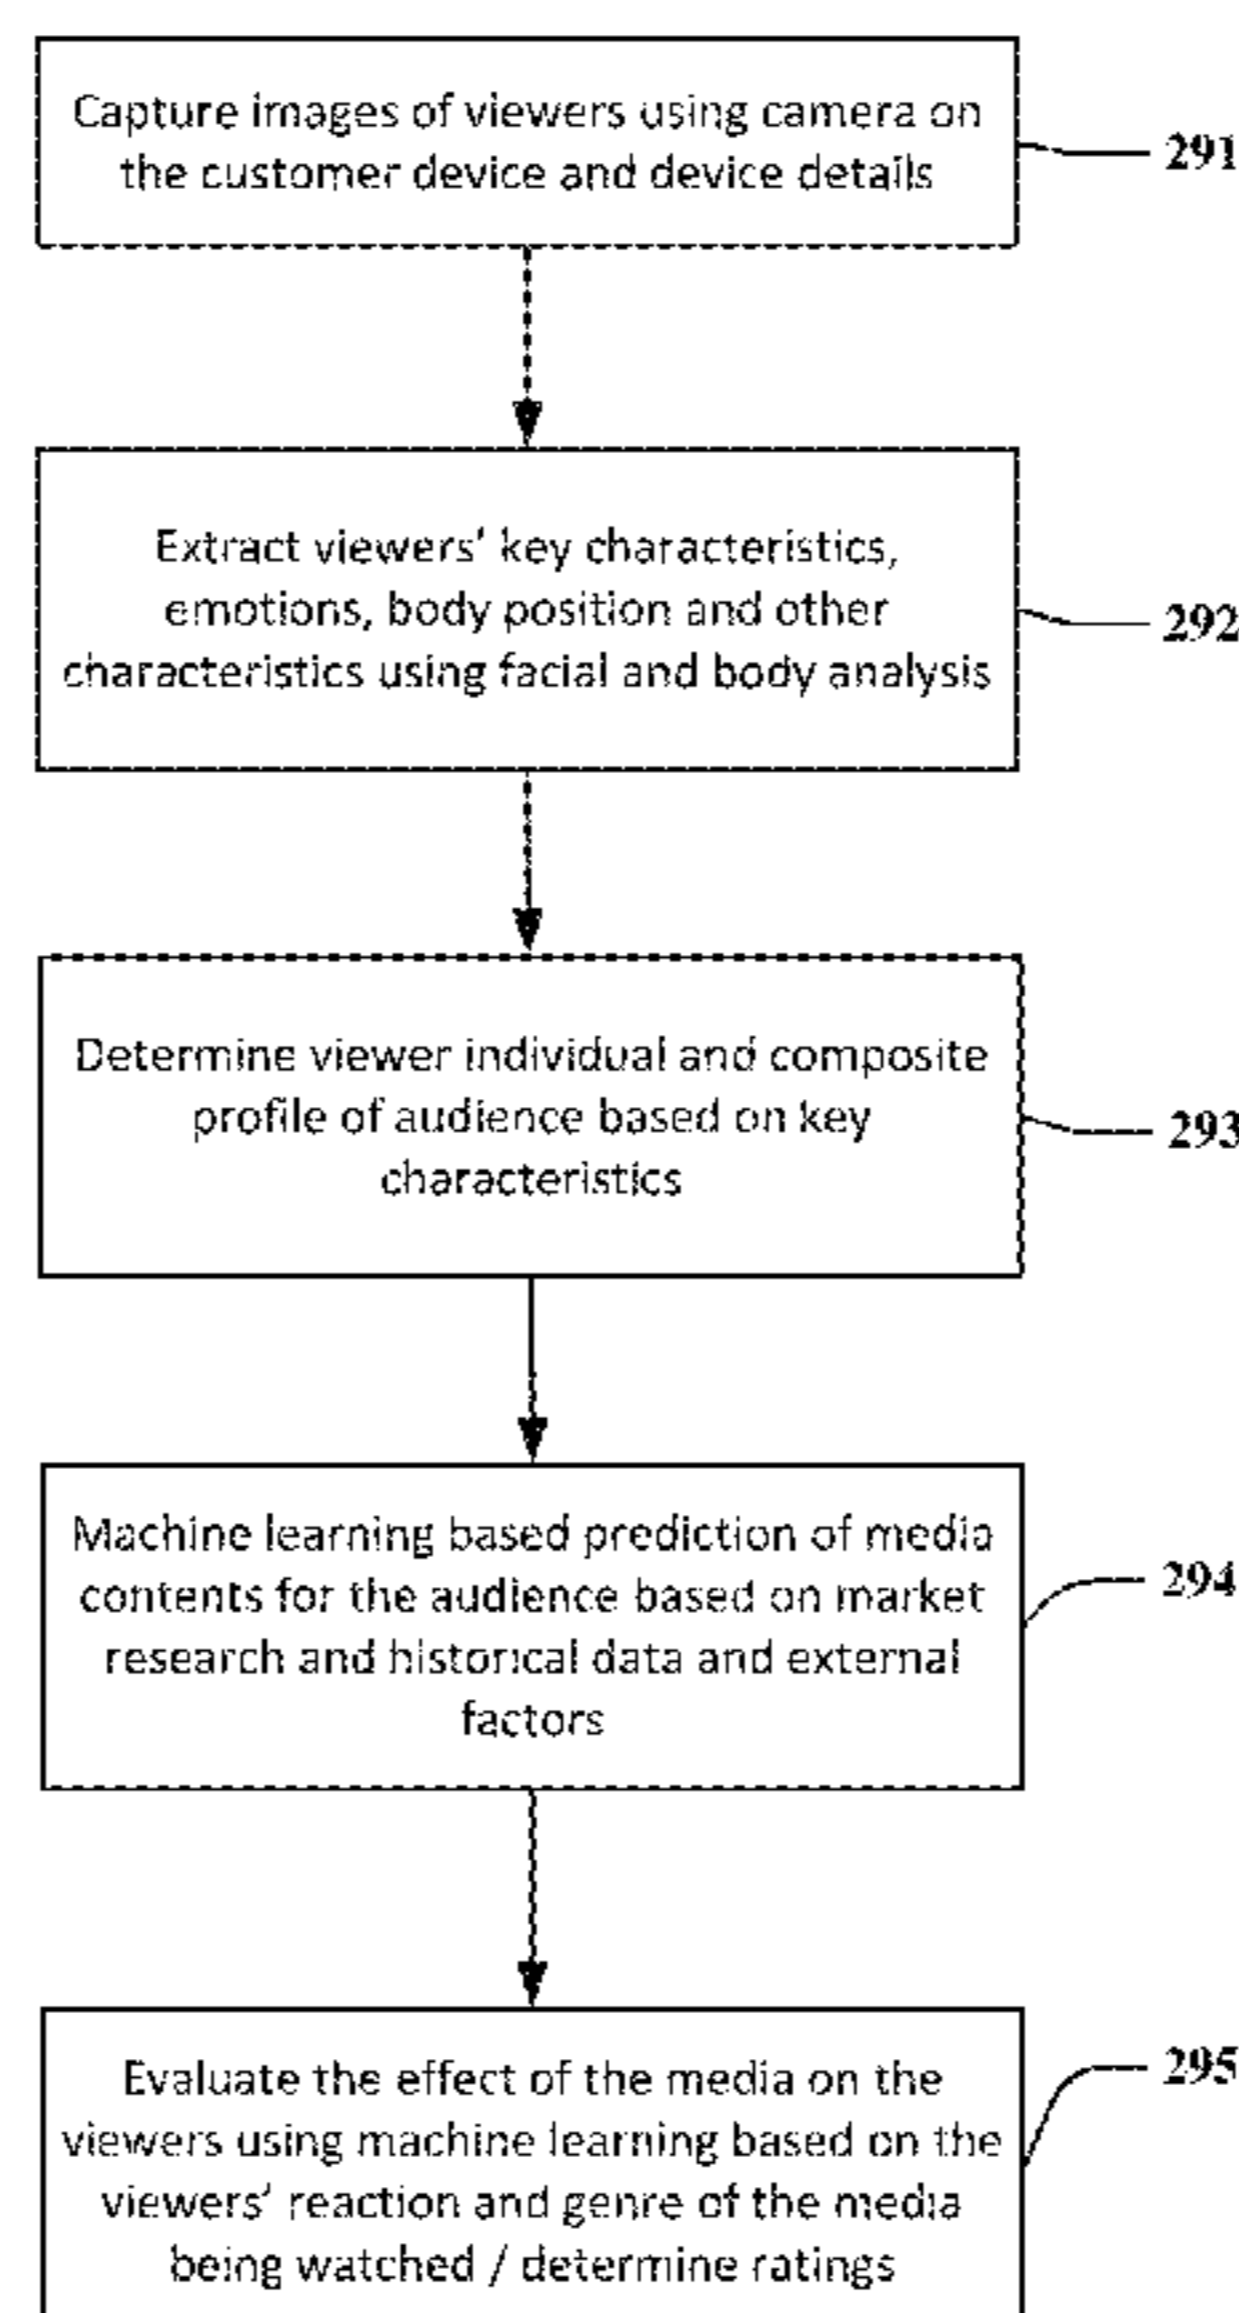 Capture images of viewers using camera on
the customer device and device details
291
Extract viewers' key characteristics,
emotions, body position and other
characteristics using facial and body analysis
292
Determine viewer individual and composite
profile of audience based on key
characteristics
293
Machine learning based prediction of media
contents for the audience based on market
research and historical data and external
factors
294
Evaluate the effect of the media on the
viewers using machine learning based on the
viewers' reaction and genre of the media
being watched / determine ratings
295